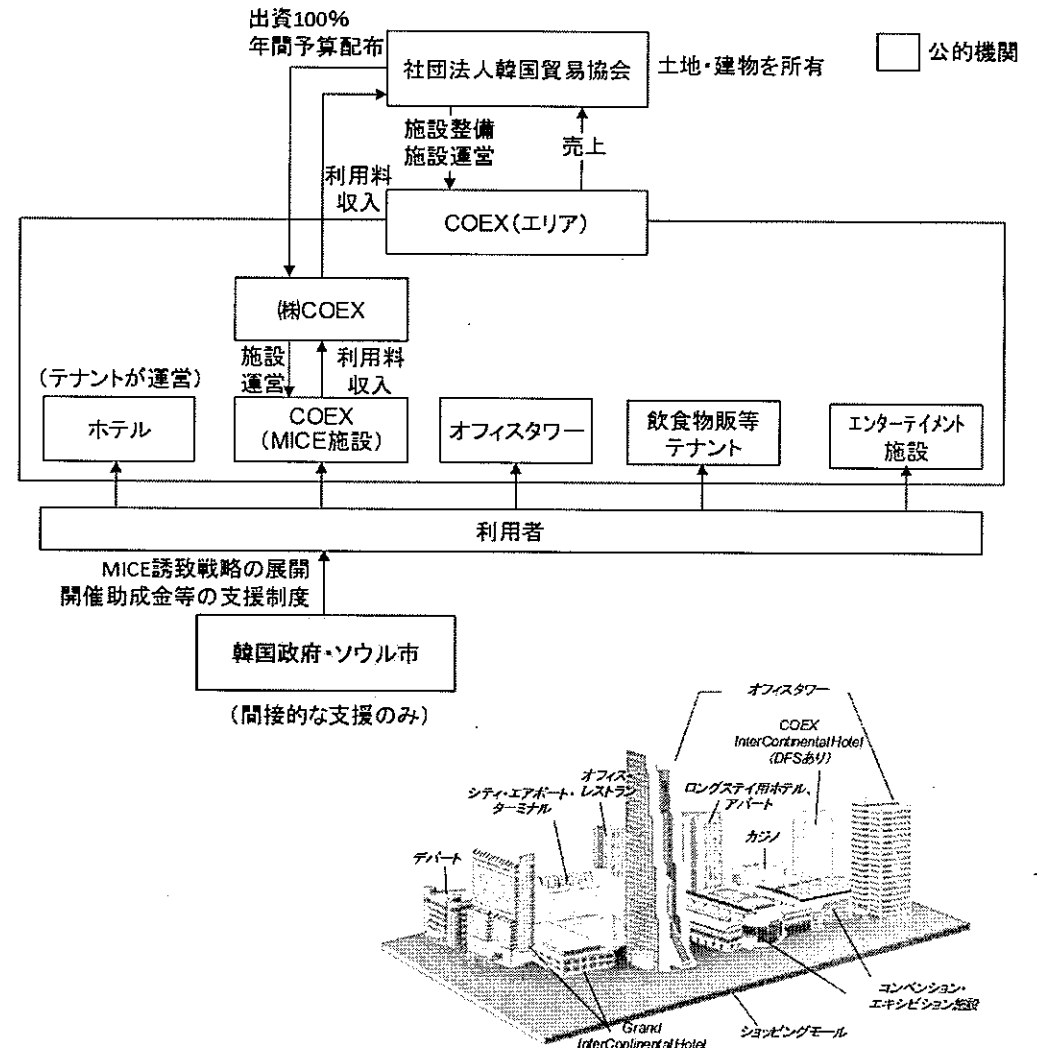 出資100%
年間予算配布
社団法人韓国貿易協会
土地・建物を所有
公的機関
施設整備
施設運営
売上
利用料
収入
COEX(エリア)
㈱COEX
施設
運営
利用料
収入
(テナントが運営)
ホテル
COEX
(MICE施設)
オフィスタワー
飲食物販等
テナント
エンターテイメント
施設
利用者
MICE誘致戦略の展開
開催助成金等の支援制度
韓国政府・ソウル市
(間接的な支援のみ)
オフィスタワー
COEX
InterContinental Hotel
(DFSあり)
オフィス・
レストラン
シティ・エアポート・
ターミナル
ロングステイ用ホテル、
アパート
カジノ
デパート
コンベンション・
エキシビション施設
Grand
InterContinental Hotel
ショッピングモール